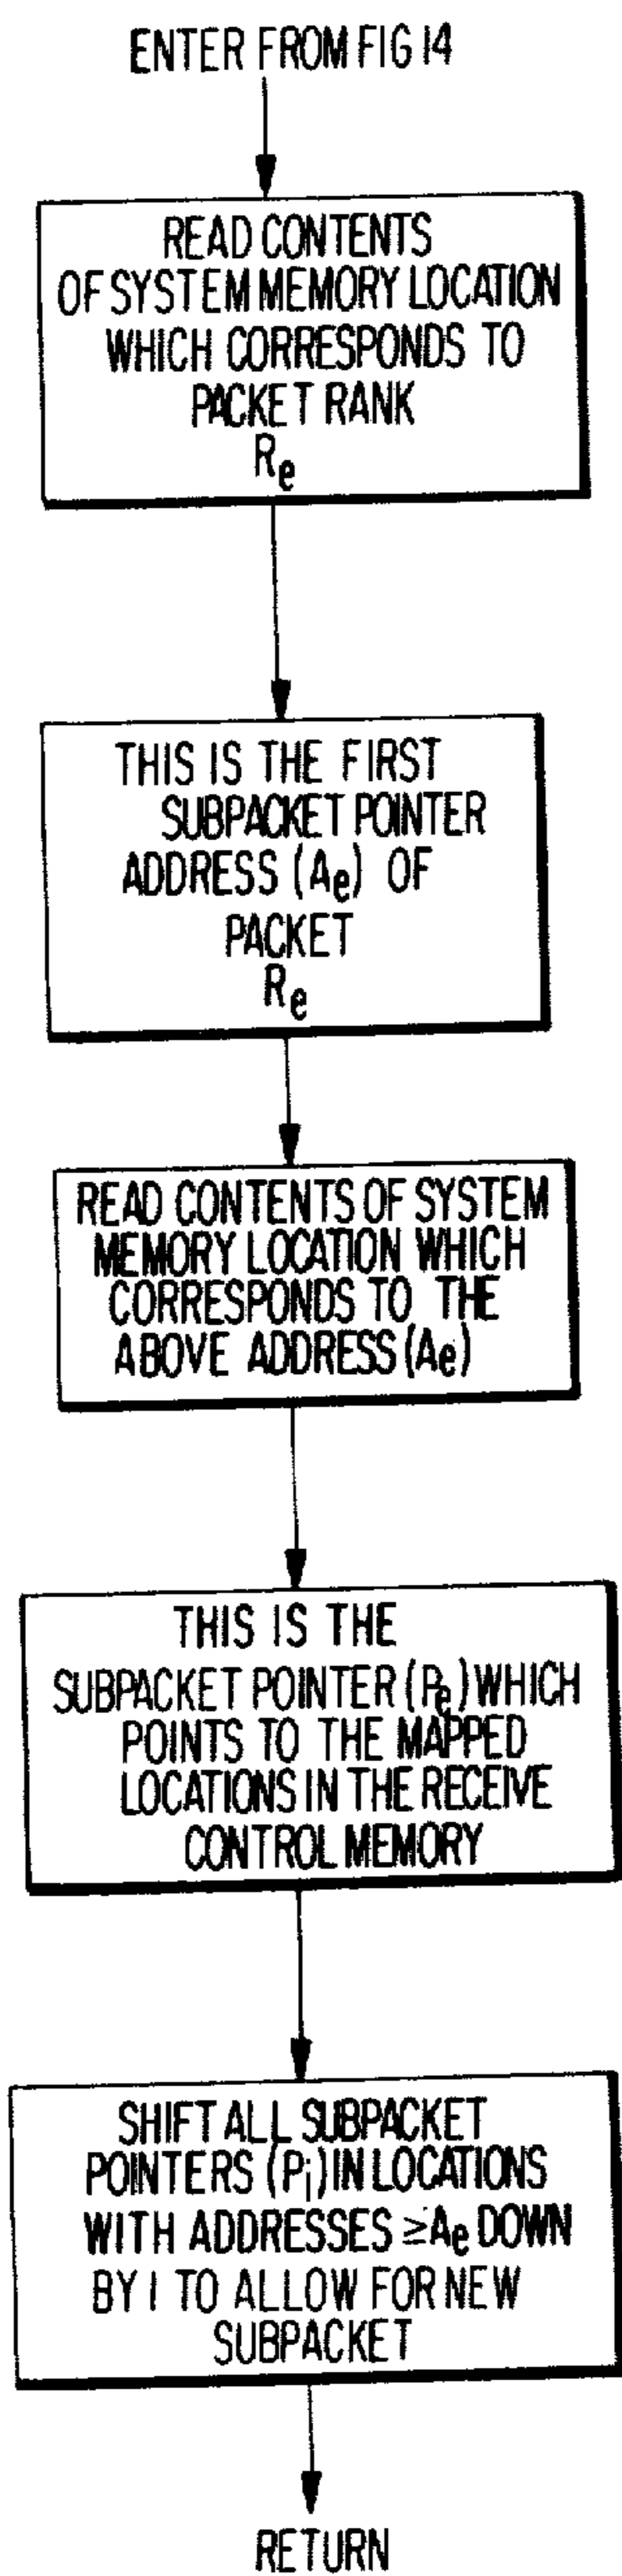 ENTER FROM FIG 14
READ CONTENTS
OF SYSTEM MEMORY LOCATION
WHICH CORRESPONDS TO
PACKET RANK
Re
THIS IS THE FIRST
SUBPACKET POINTER
ADDRESS (Ae) OF
PACKET
Re
READ CONTENTS OF SYSTEM
MEMORY LOCATION WHICH
CORRESPONDS TO THE
ABOVE ADDRESS (Ae)
THIS IS THE
SUBPACKET POINTER (Pe) WHICH
POINTS TO THE MAPPED
LOCATIONS IN THE RECEIVE
CONTROL MEMORY
SHIFT ALL SUBPACKET
POINTERS (Pi) IN LOCATIONS
WITH ADDRESSES ≥Ae DOWN
BY 1 TO ALLOW FOR NEW
SUBPACKET
RETURN